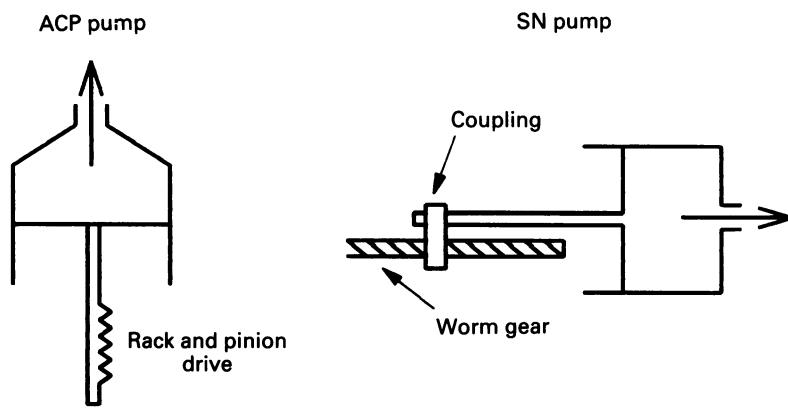 ACP pump
SN pump
Coupling
Worm gear
Rack and pinion
drive